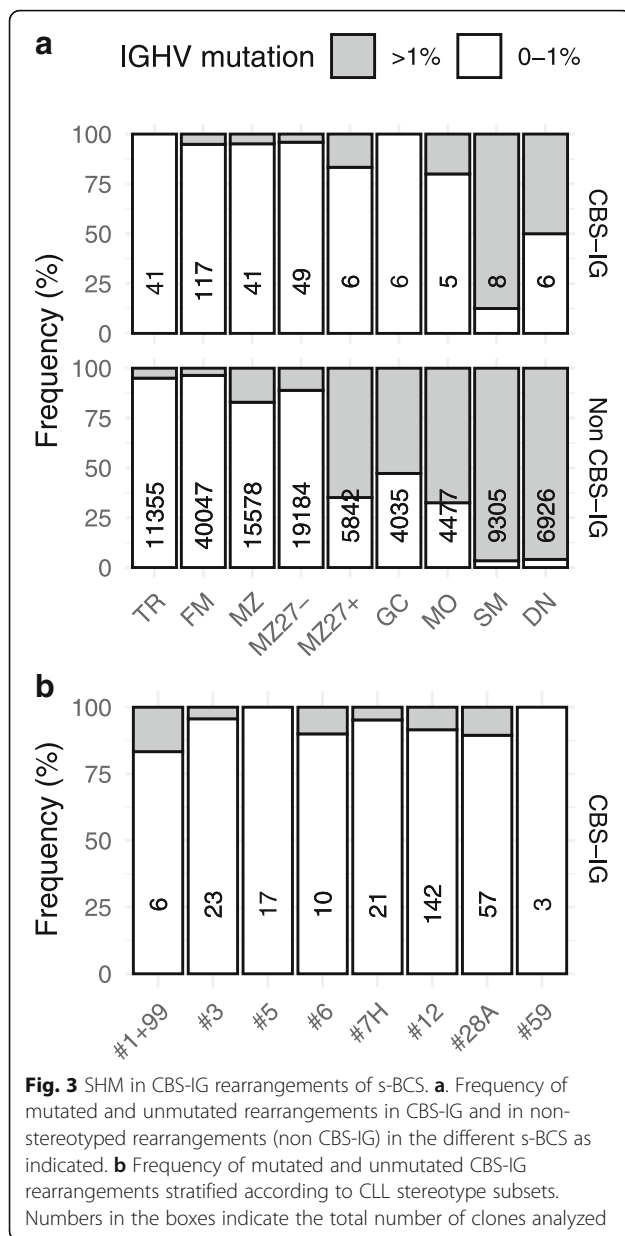 a
IGHV mutation >1% 0–1%
100
75
50
25
0
41 117 41 49 6 6 5 8 6
CBS–IG
Frequency (%)
100
75
50
25
0
11355 40047 15578 19184 5842 4035 4477 9305 6926
Non CBS–IG
TR FM MZ MZ27– MZ27+ GC MO SM DN
b
100
75
50
25
0
Frequency (%)
6 23 17 10 21 142 57 3
CBS–IG
#1+99 #3 #5 #6 #7H #12 #28A #59
Fig. 3 SHM in CBS-IG rearrangements of s-BCS. a. Frequency of
mutated and unmutated rearrangements in CBS-IG and in non-
stereotyped rearrangements (non CBS-IG) in the different s-BCS as
indicated. b Frequency of mutated and unmutated CBS-IG
rearrangements stratified according to CLL stereotype subsets.
Numbers in the boxes indicate the total number of clones analyzed